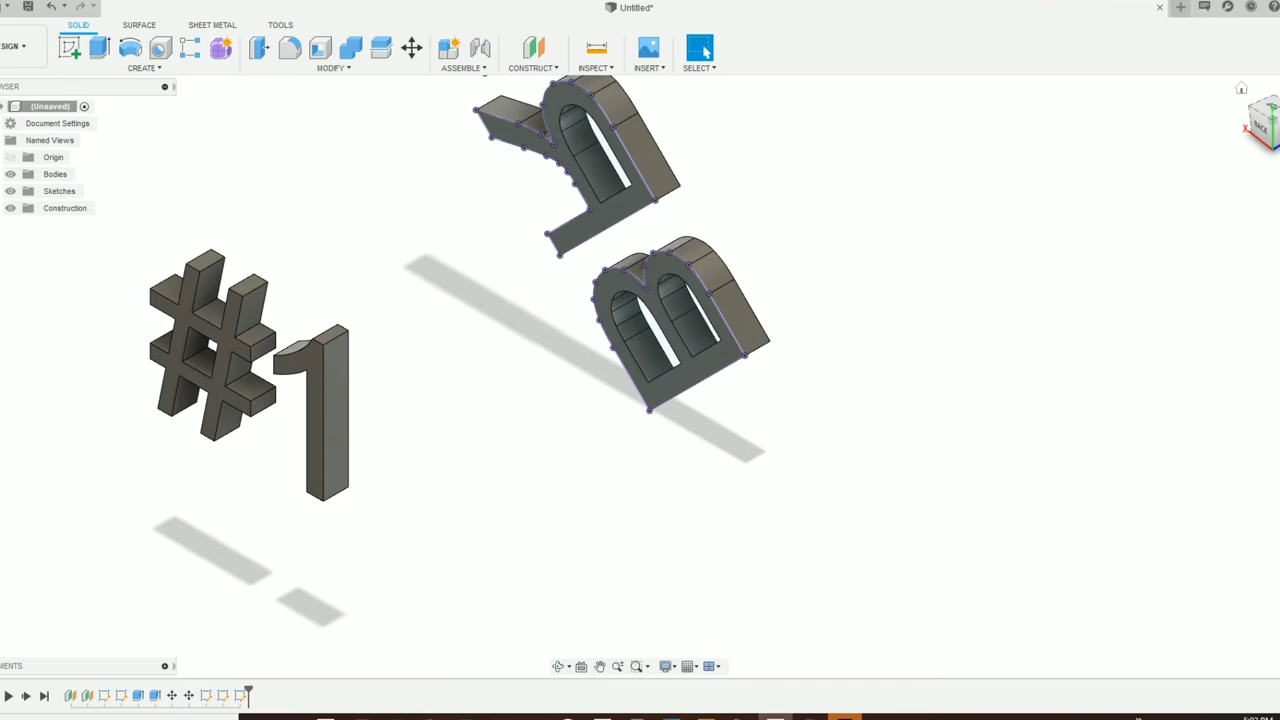 Untitled*
SOLID SURFACE SHEET METAL TOOLS
SIGN
CREATE MODIFY ASSEMBLE CONSTRUCT INSPECT INSERT SELECT
WSER
(Unsaved)
Document Settings
Named Views
Origin
Bodies
Sketches
Construction
BACK
X
#1
R
B
MENTS